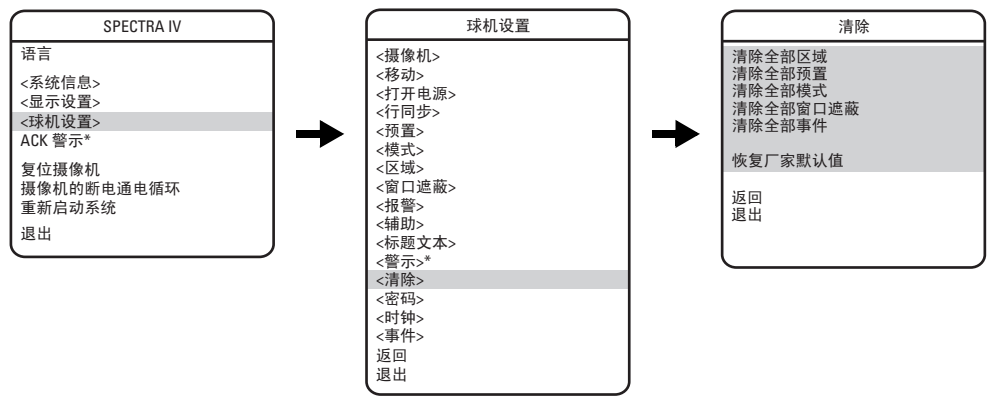 SPECTRA IV
语言
<系统信息>
<显示设置>
<球机设置>
ACK 警示*
复位摄像机
摄像机的断电通电循环
重新启动系统
退出
球机设置
<摄像机>
<移动>
<打开电源>
<行同步>
<预置>
<模式>
<区域>
<窗口遮蔽>
<报警>
<辅助>
<标题文本>
<警示>*
<清除>
<密码>
<时钟>
<事件>
返回
退出
清除
清除全部区域
清除全部预置
清除全部模式
清除全部窗口遮蔽
清除全部事件
恢复厂家默认值
返回
退出